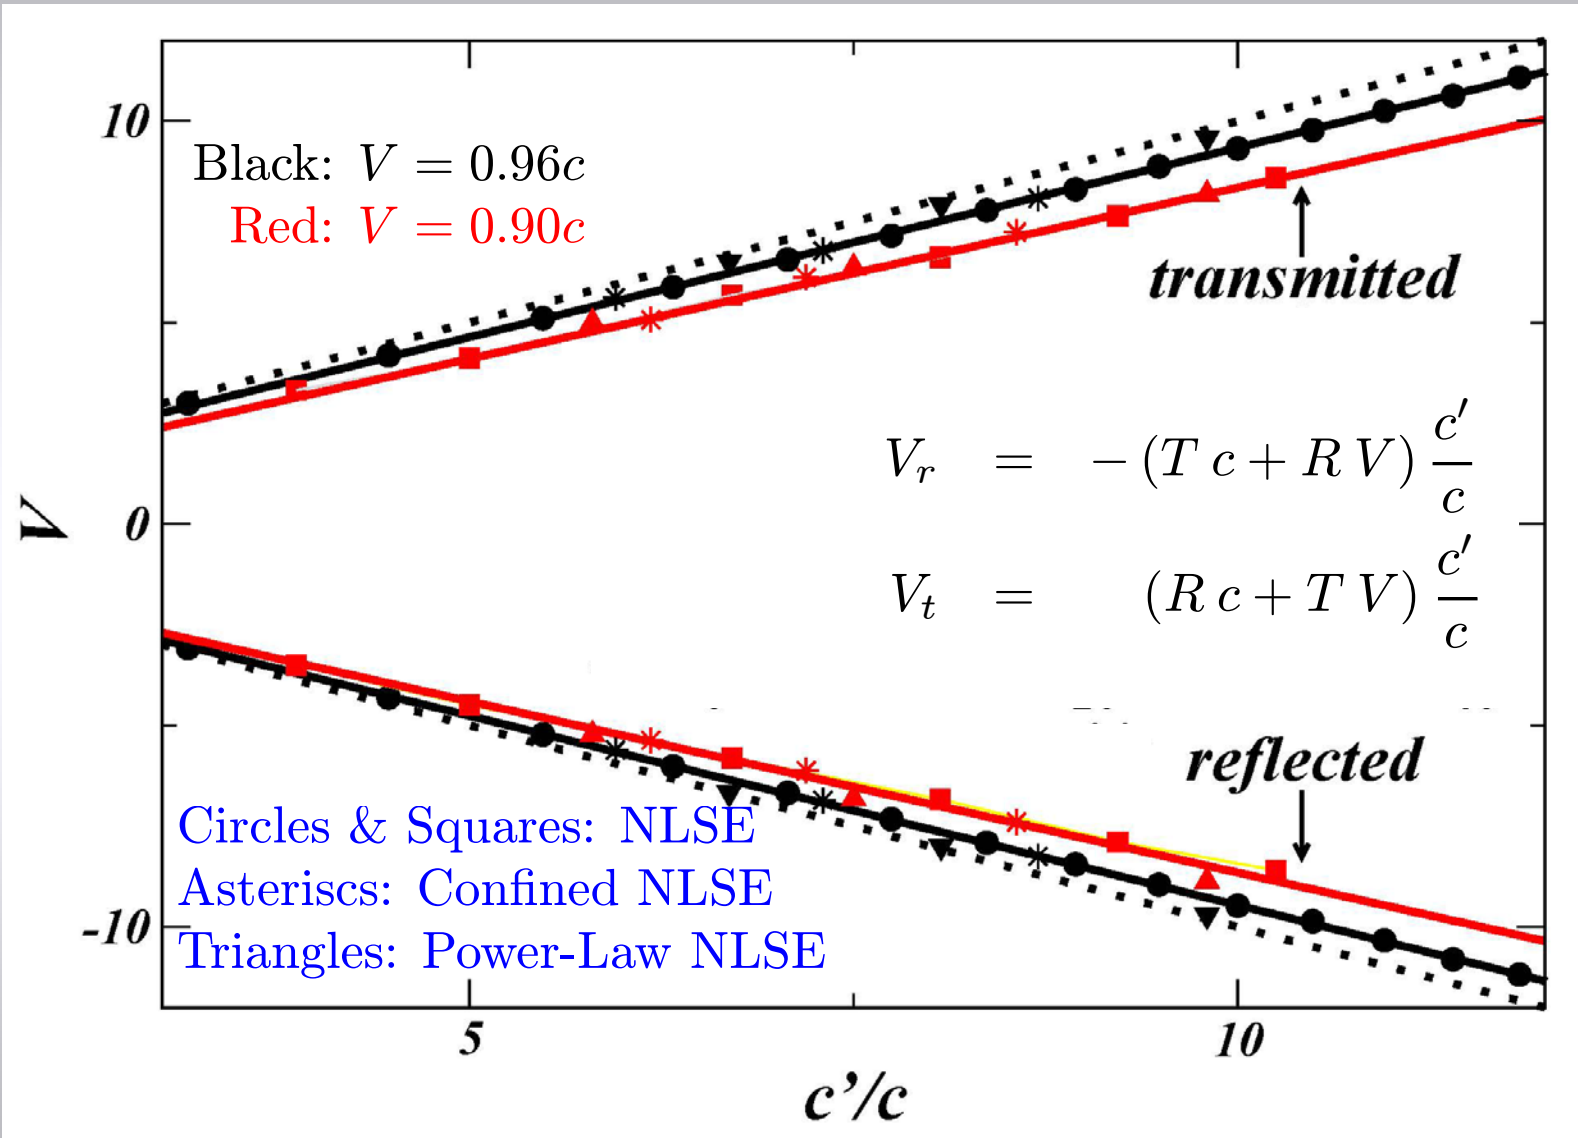 10
Black: V = 0.96c
Red: V = 0.90c
transmitted
V_r = −(T c + R V) c′/c
V
0
V_t = (R c + T V) c′/c
reflected
Circles & Squares: NLSE
Asteriscs: Confined NLSE
-10
Triangles: Power-Law NLSE
5 10
c'/c